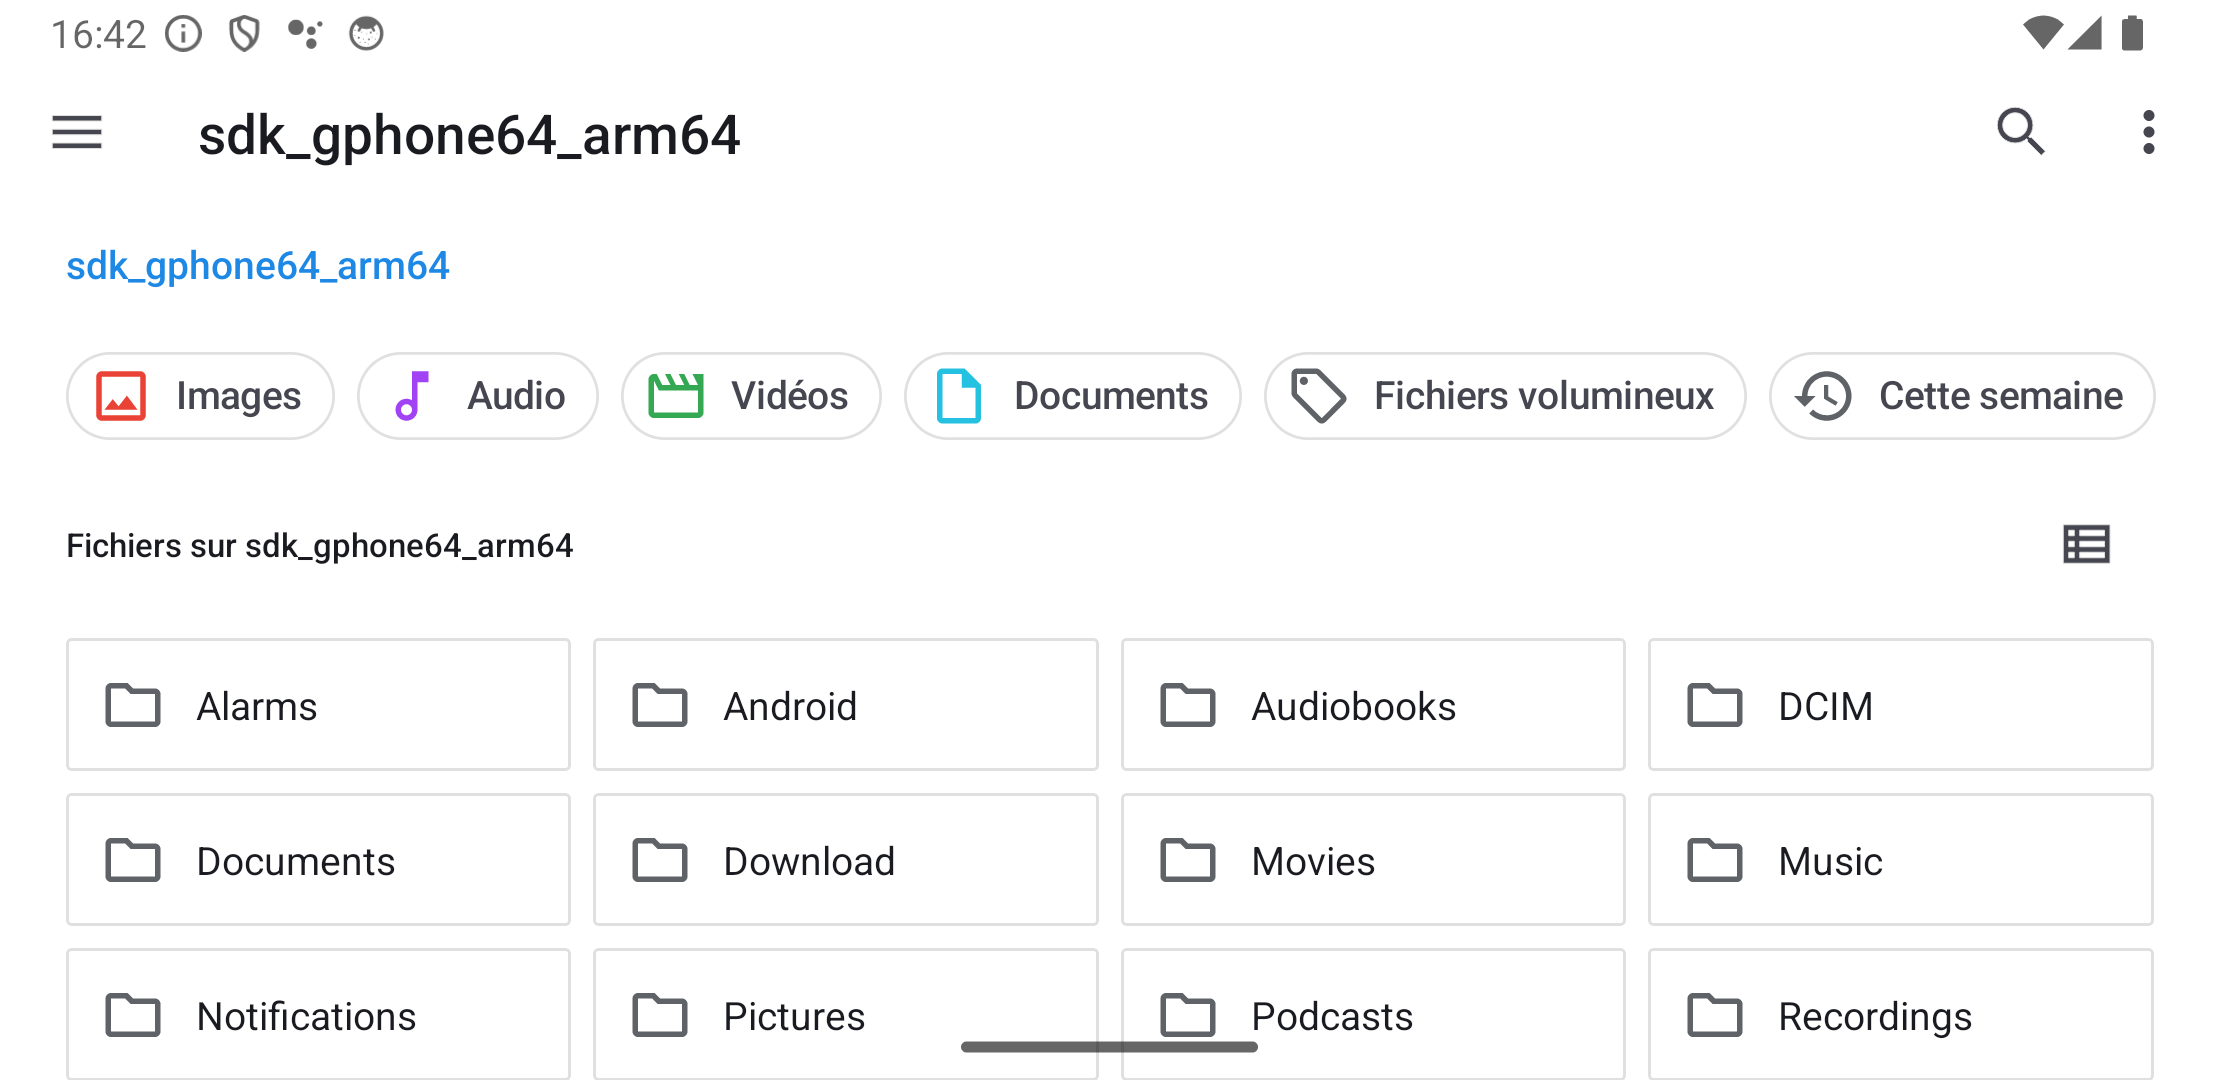 16:42
sdk_gphone64_arm64
sdk_gphone64_arm64
Images Audio Vidéos Documents Fichiers volumineux Cette semaine
Fichiers sur sdk_gphone64_arm64
Alarms Android Audiobooks DCIM
Documents Download Movies Music
Notifications Pictures Podcasts Recordings